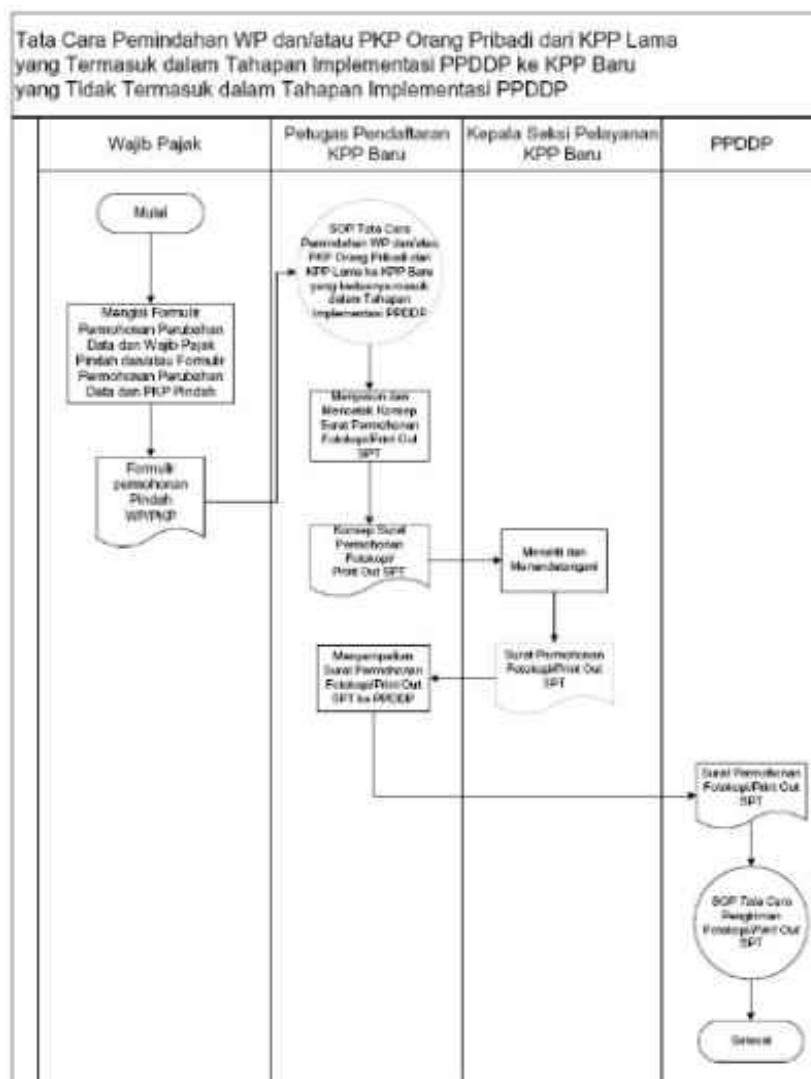 Tata Cara Pemindahan WP dan/atau PKP Orang Pribadi dari KPP Lama
yang Termasuk dalam Tahapan Implementasi PPDDP ke KPP Baru
yang Tidak Termasuk dalam Tahapan Implementasi PPDDP
Wajib Pajak
Petugas Pendaftaran
KPP Baru
Kepala Seksi Pelayanan
KPP Baru
PPDDP
Mulai
Mengisi Formulir
Permohonan Perubahan
Data dan Wajib Pajak
Pindah dan/atau Formulir
Permohonan Perubahan
Data dan PKP Pindah
Formulir
permohonan
Pindah
WP/PKP
SOP Tata Cara
Pemindahan WP dan/atau
PKP Orang Pribadi dari
KPP Lama ke KPP Baru
yang keduanya masuk
dalam Tahapan
Implementasi PPDDP
Menyusun dan
Mencetak Konsep
Surat Permohonan
Fotokopi/Print Out
SPT
Konsep Surat
Permohonan
Fotokopi/
Print Out SPT
Meneliti dan
Menandatangani
Surat Permohonan
Fotokopi/Print Out
SPT
Menyampaikan
Surat Permohonan
Fotokopi/Print Out
SPT ke PPDDP
Surat Permohonan
Fotokopi/Print Out
SPT
SOP Tata Cara
Pengiriman
Fotokopi/Print Out
SPT
Selesai